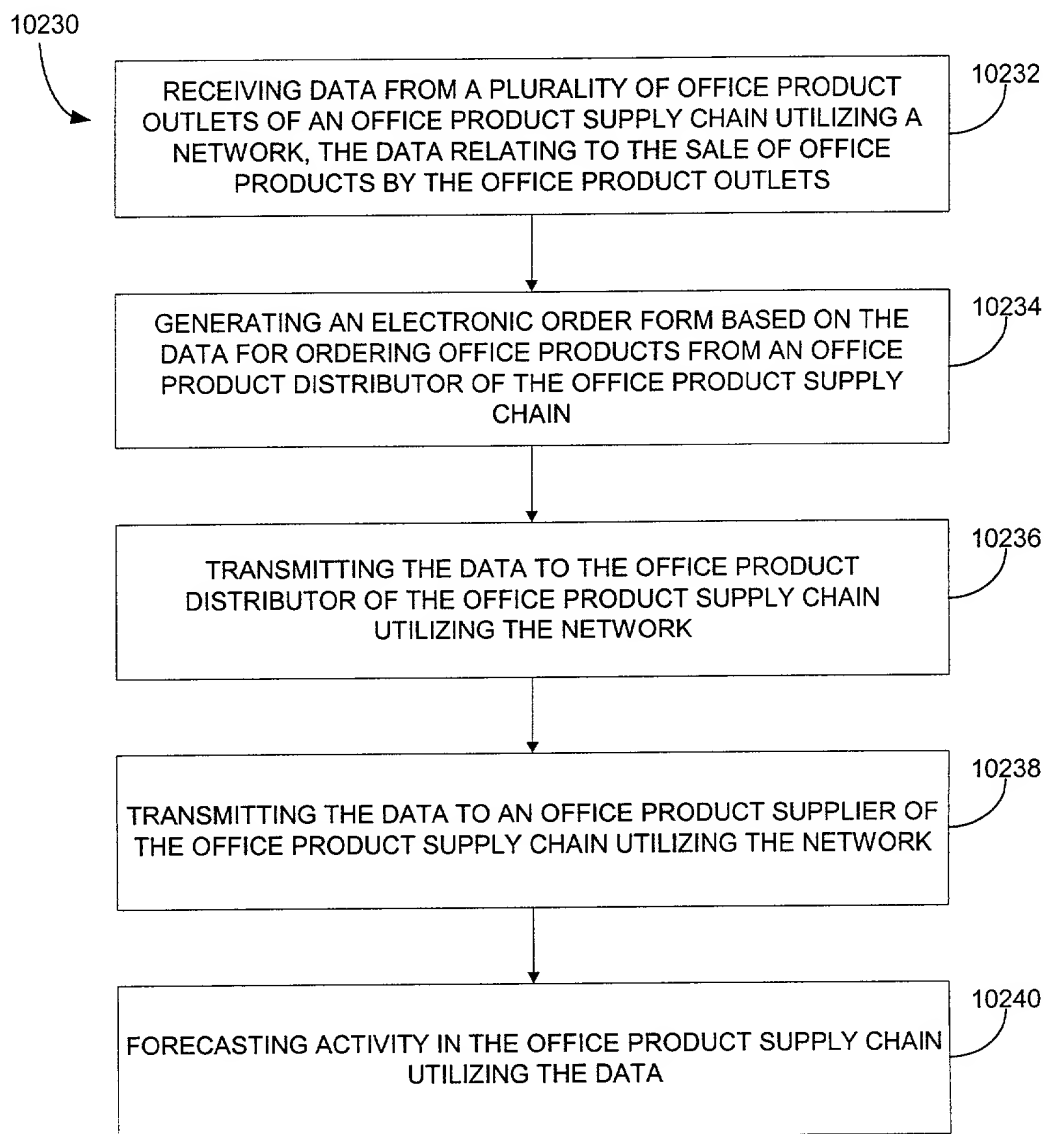 10230
10232
RECEIVING DATA FROM A PLURALITY OF OFFICE PRODUCT
OUTLETS OF AN OFFICE PRODUCT SUPPLY CHAIN UTILIZING A
NETWORK, THE DATA RELATING TO THE SALE OF OFFICE
PRODUCTS BY THE OFFICE PRODUCT OUTLETS
10234
GENERATING AN ELECTRONIC ORDER FORM BASED ON THE
DATA FOR ORDERING OFFICE PRODUCTS FROM AN OFFICE
PRODUCT DISTRIBUTOR OF THE OFFICE PRODUCT SUPPLY
CHAIN
10236
TRANSMITTING THE DATA TO THE OFFICE PRODUCT
DISTRIBUTOR OF THE OFFICE PRODUCT SUPPLY CHAIN
UTILIZING THE NETWORK
10238
TRANSMITTING THE DATA TO AN OFFICE PRODUCT SUPPLIER OF
THE OFFICE PRODUCT SUPPLY CHAIN UTILIZING THE NETWORK
10240
FORECASTING ACTIVITY IN THE OFFICE PRODUCT SUPPLY CHAIN
UTILIZING THE DATA